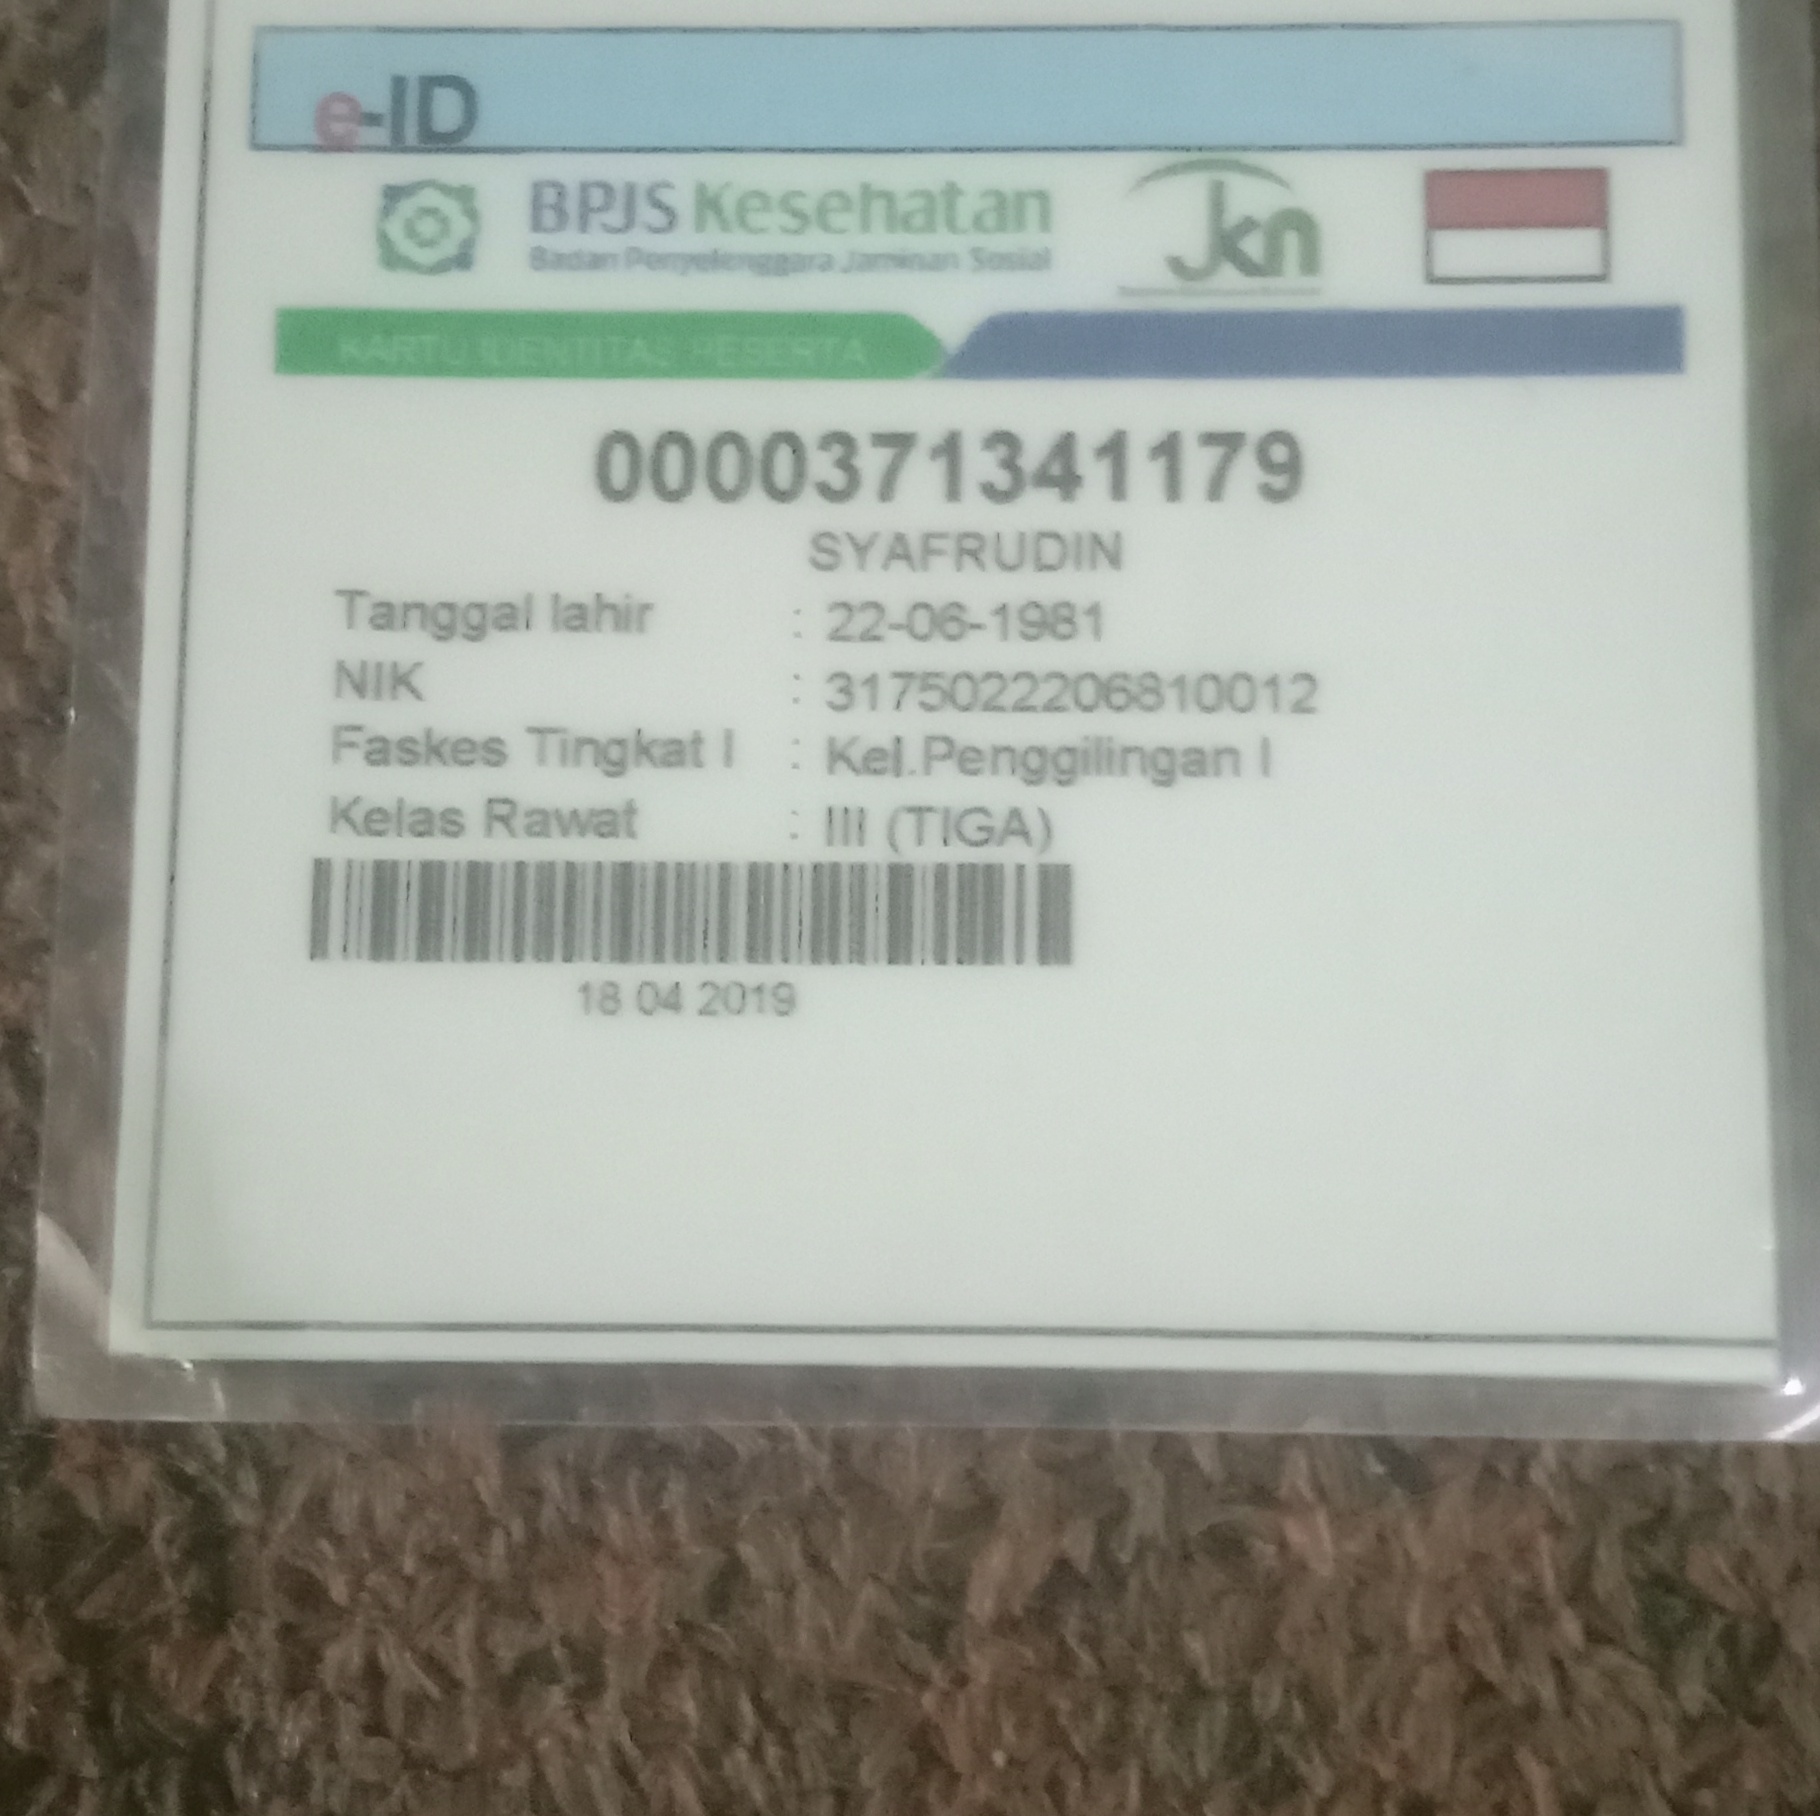 e-ID
BPJS Kesehatan
Badan Penyelenggara Jaminan Sosial
Jkn
KARTU IDENTITAS PESERTA
0000371341179
SYAFRUDIN
Tanggal lahir : 22-06-1981
NIK : 3175022206810012
Faskes Tingkat I : Kel.Penggilingan I
Kelas Rawat : III (TIGA)
18 04 2019